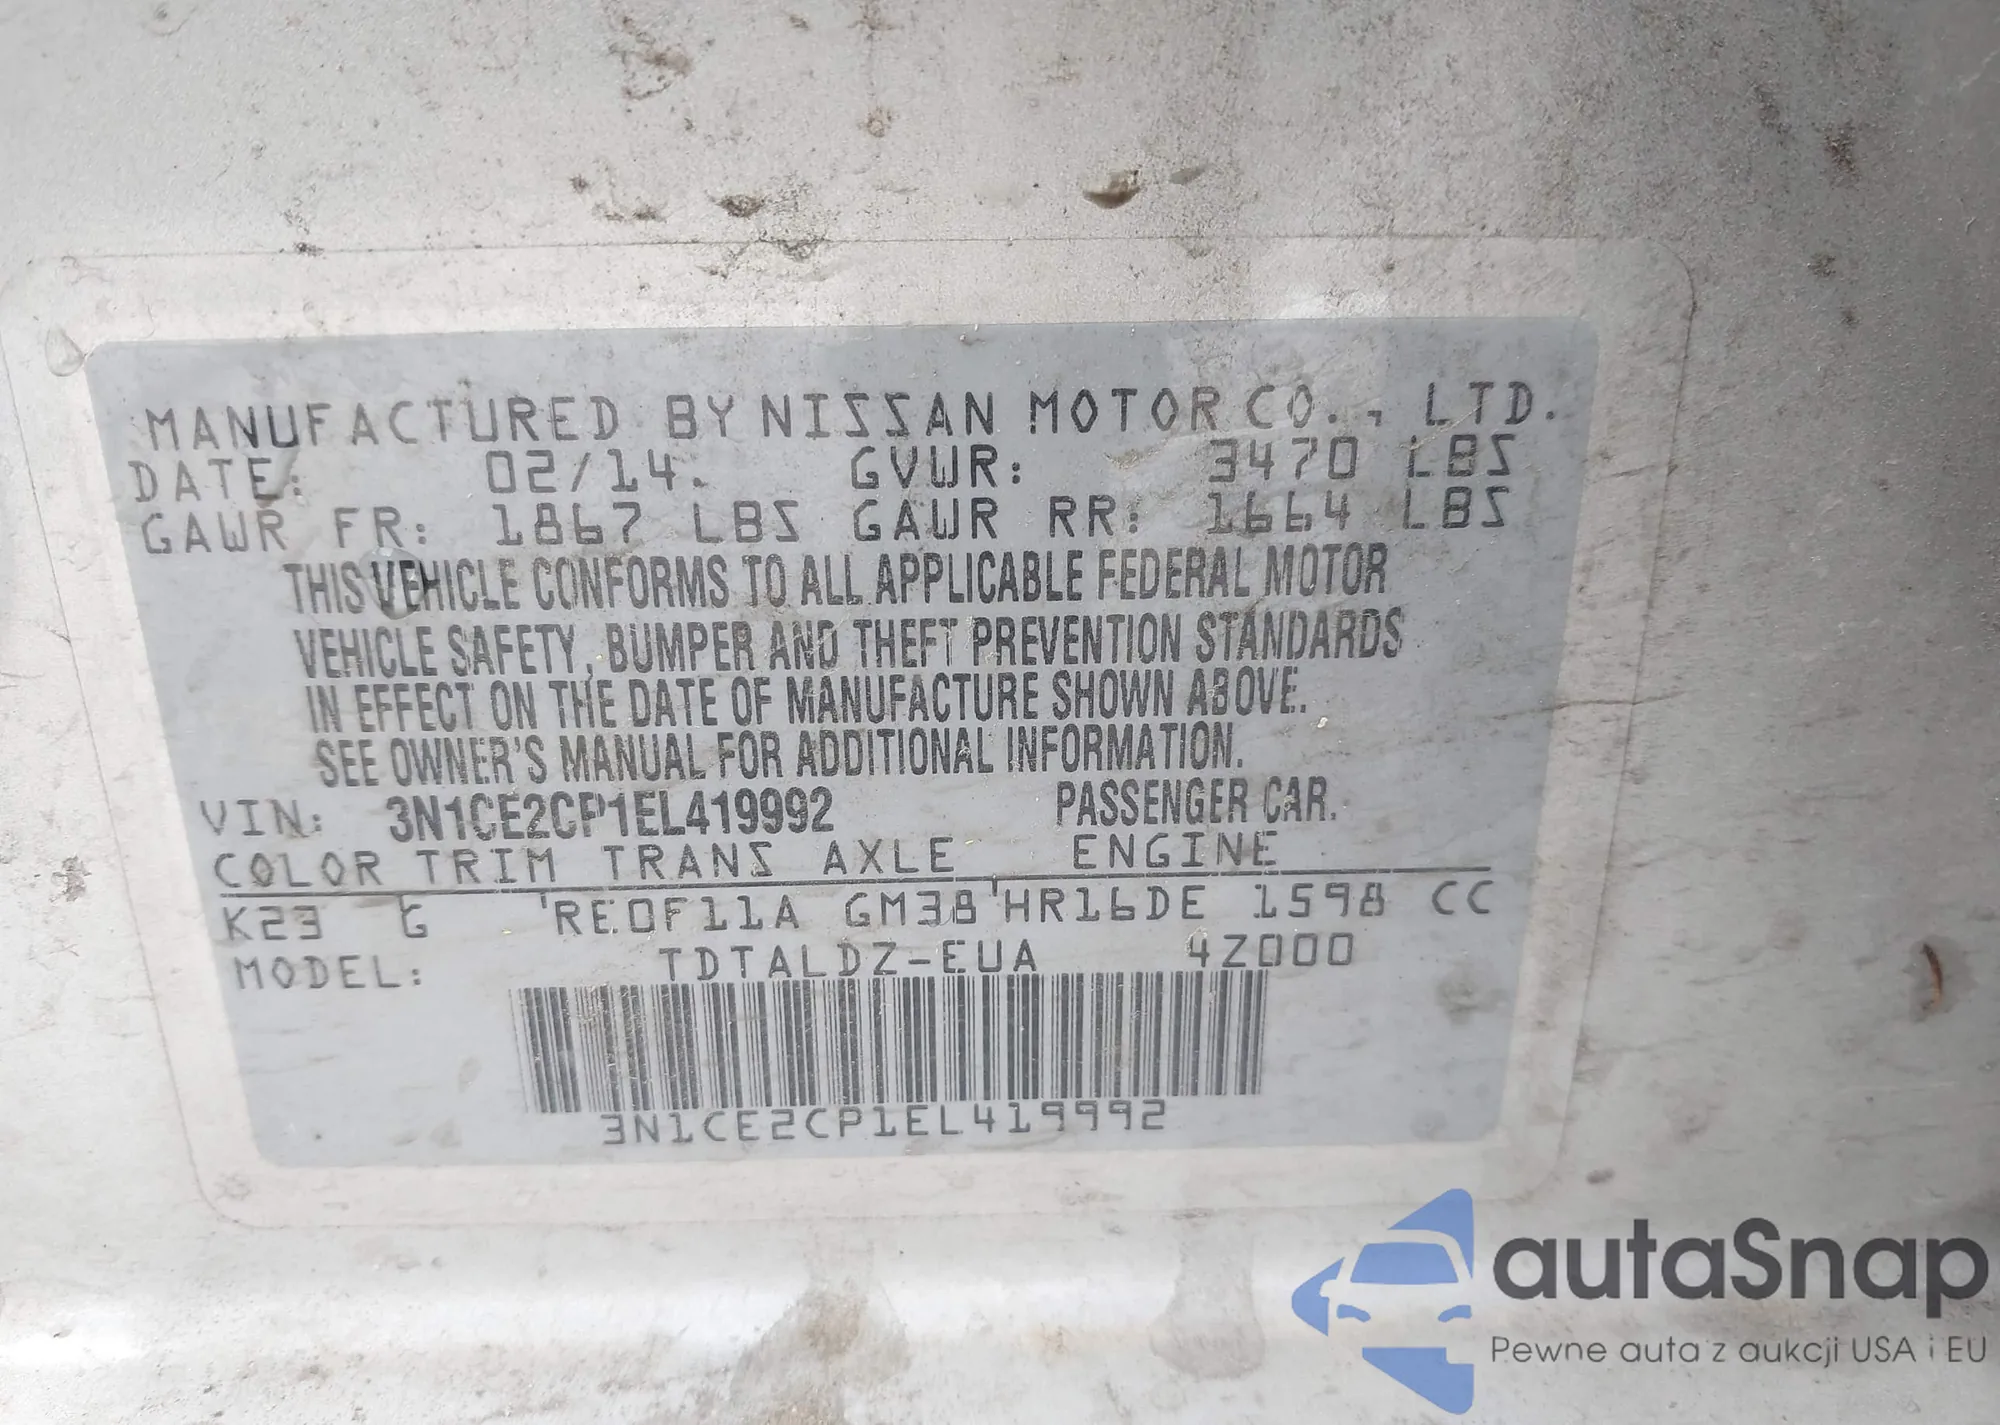 MANUFACTURED BY NISSAN MOTOR CO., LTD.
DATE: 02/14. GVWR: 3470 LBS
GAWR FR: 1867 LBS GAWR RR: 1664 LBS
THIS VEHICLE CONFORMS TO ALL APPLICABLE FEDERAL MOTOR
VEHICLE SAFETY, BUMPER AND THEFT PREVENTION STANDARDS
IN EFFECT ON THE DATE OF MANUFACTURE SHOWN ABOVE.
SEE OWNER'S MANUAL FOR ADDITIONAL INFORMATION.
VIN: 3N1CE2CP1EL419992 PASSENGER CAR.
COLOR TRIM TRANS AXLE ENGINE
K23 G RE0F11A GM38 HR16DE 1598 CC
MODEL: TDTALDZ-EUA 4Z000
3N1CE2CP1EL419992
autaSnap
Pewne auta z aukcji USA i EU